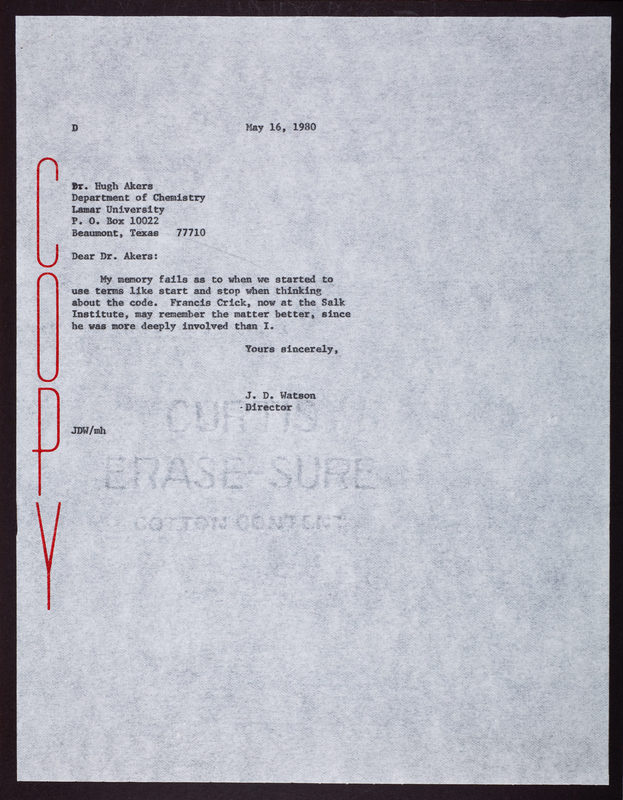 D
May 16, 1980
COPY
Dr. Hugh Akers
Department of Chemistry
Lamar University
P. O. Box 10022
Beaumont, Texas 77710
Dear Dr. Akers:
My memory fails as to when we started to
use terms like start and stop when thinking
about the code. Francis Crick, now at the Salk
Institute, may remember the matter better, since
he was more deeply involved than I.
Yours sincerely,
J. D. Watson
Director
JDW/mh
CURTIS
ERASE-SURE
COTTON CONTENT